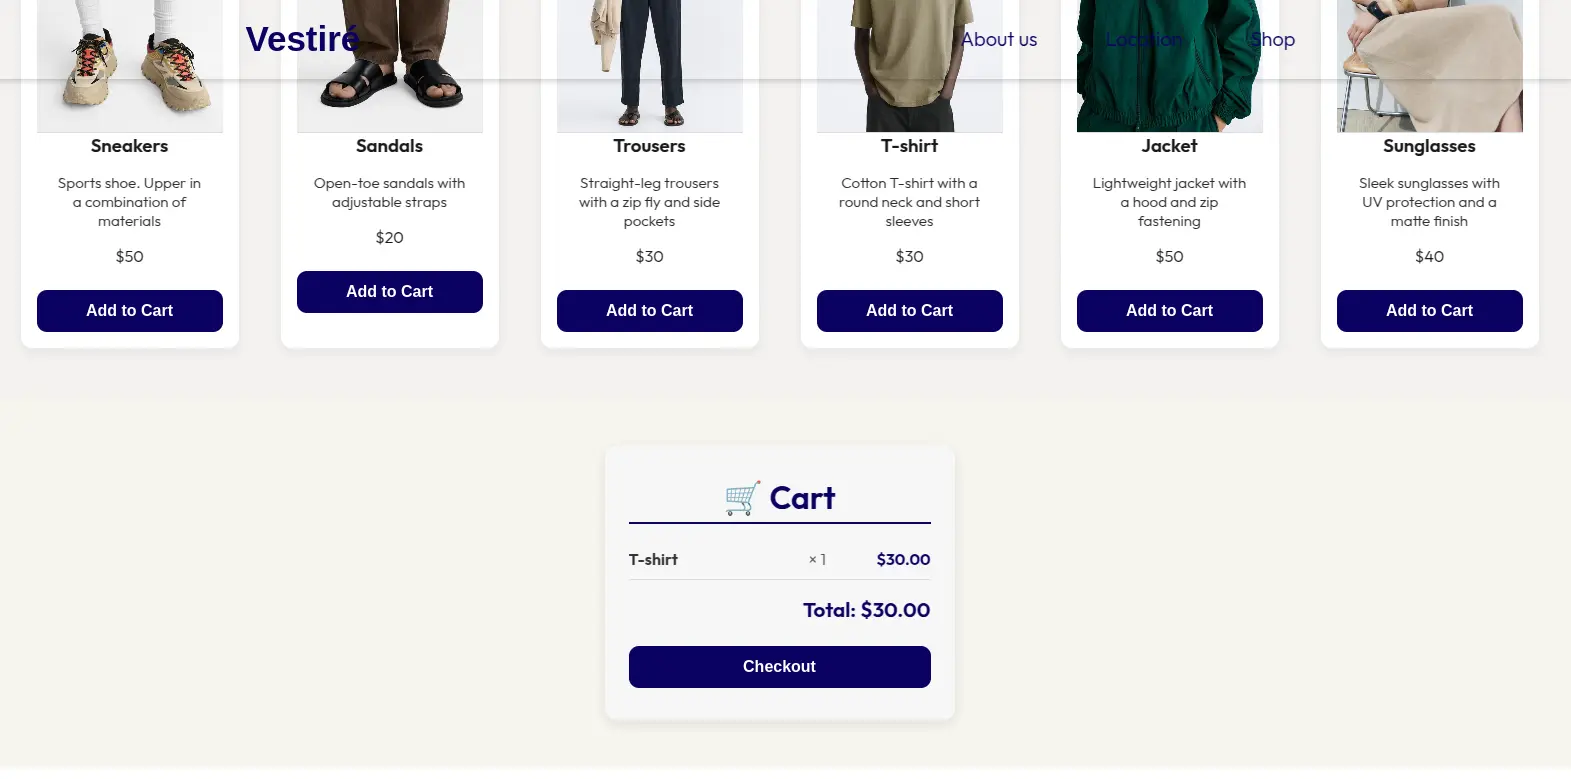 Vestiré
About us
Location
Shop
Sneakers
Sports shoe. Upper in
a combination of
materials
$50
Add to Cart
Sandals
Open-toe sandals with
adjustable straps
$20
Add to Cart
Trousers
Straight-leg trousers
with a zip fly and side
pockets
$30
Add to Cart
T-shirt
Cotton T-shirt with a
round neck and short
sleeves
$30
Add to Cart
Jacket
Lightweight jacket with
a hood and zip
fastening
$50
Add to Cart
Sunglasses
Sleek sunglasses with
UV protection and a
matte finish
$40
Add to Cart
🛒 Cart
T-shirt × 1 $30.00
Total: $30.00
Checkout